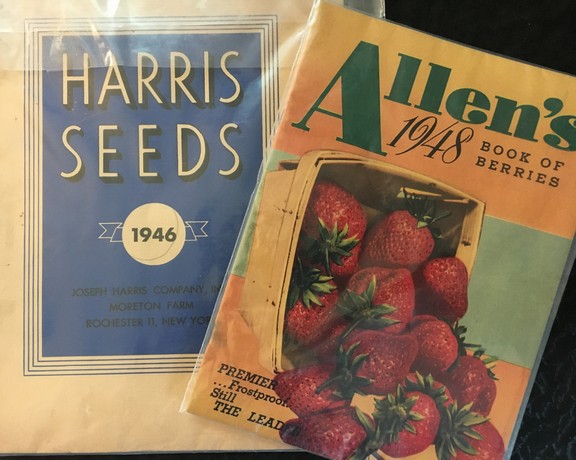 HARRIS
SEEDS
1946
JOSEPH HARRIS COMPANY,
MORETON FARM
ROCHESTER 11, NEW YORK
Allen's
1948 BOOK OF
BERRIES
PREMIER
...Frostproof
Still
THE LEAD